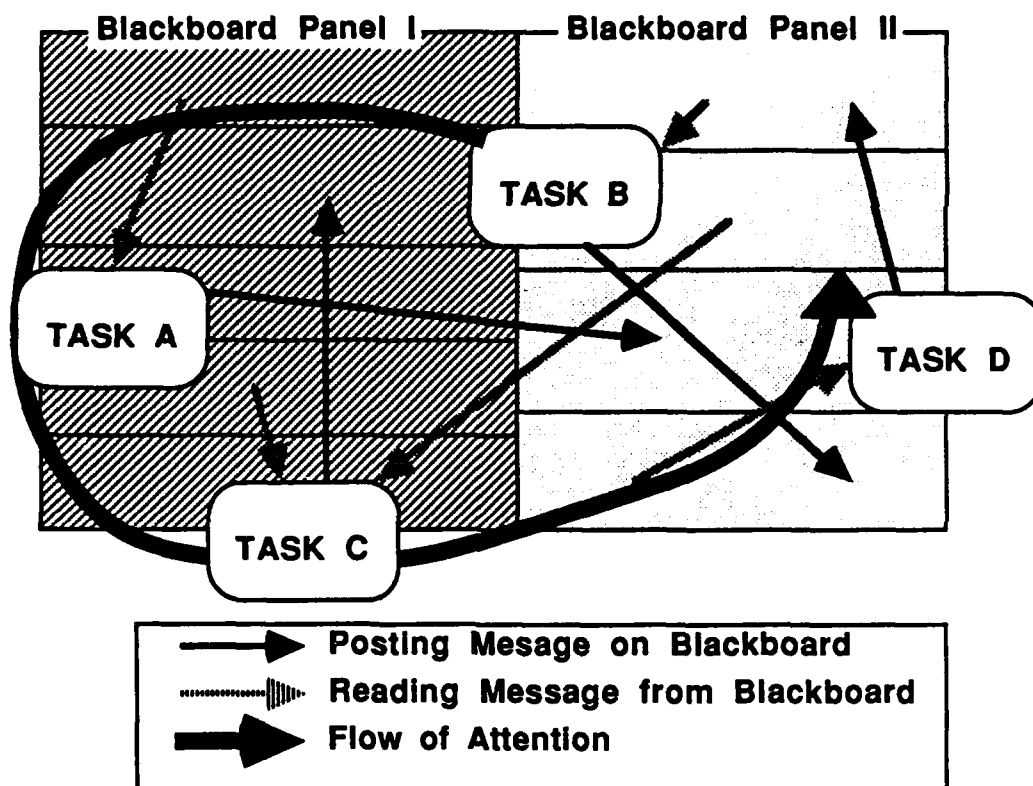 Blackboard Panel I
Blackboard Panel II
TASK B
TASK A
TASK D
TASK C
Posting Mesage on Blackboard
Reading Message from Blackboard
Flow of Attention